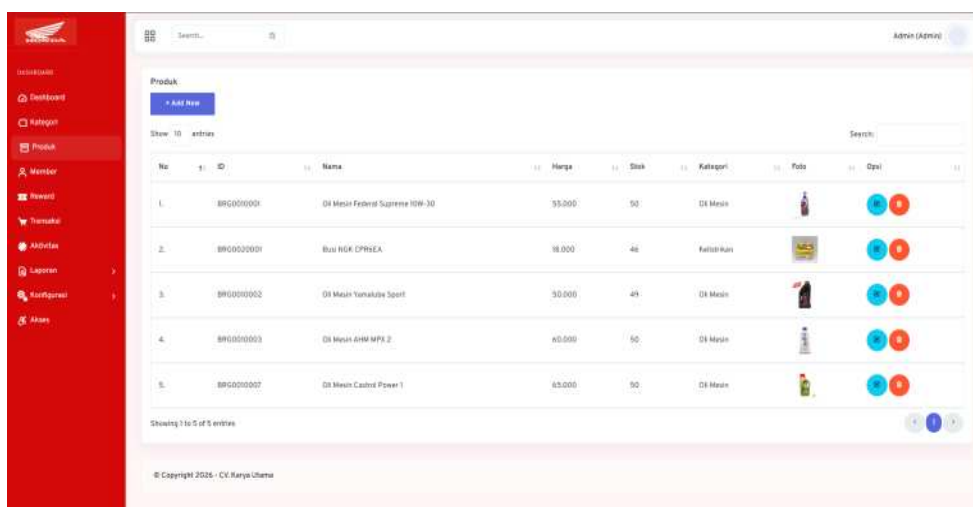 HONDA
Search...
Admin (Admin)
DASHBOARD
Dashboard
Kategori
Produk
Member
Reward
Transaksi
Aktivitas
Laporan
Konfigurasi
Akses
Produk
+ Add New
Show 10 entries
Search:
No ID Nama Harga Stok Kategori Foto Opsi
1. BRG0010001 Oli Mesin Federal Supreme 10W-30 55.000 50 Oli Mesin
2. BRG0020001 Busi NGK CPR6EA 18.000 46 Kelistrikan
3. BRG0010002 Oli Mesin Yamalube Sport 50.000 49 Oli Mesin
4. BRG0010003 Oli Mesin AHM MPX 2 60.000 50 Oli Mesin
5. BRG0010007 Oli Mesin Castrol Power 1 65.000 50 Oli Mesin
Showing 1 to 5 of 5 entries
1
© Copyright 2026 - CV. Karya Utama